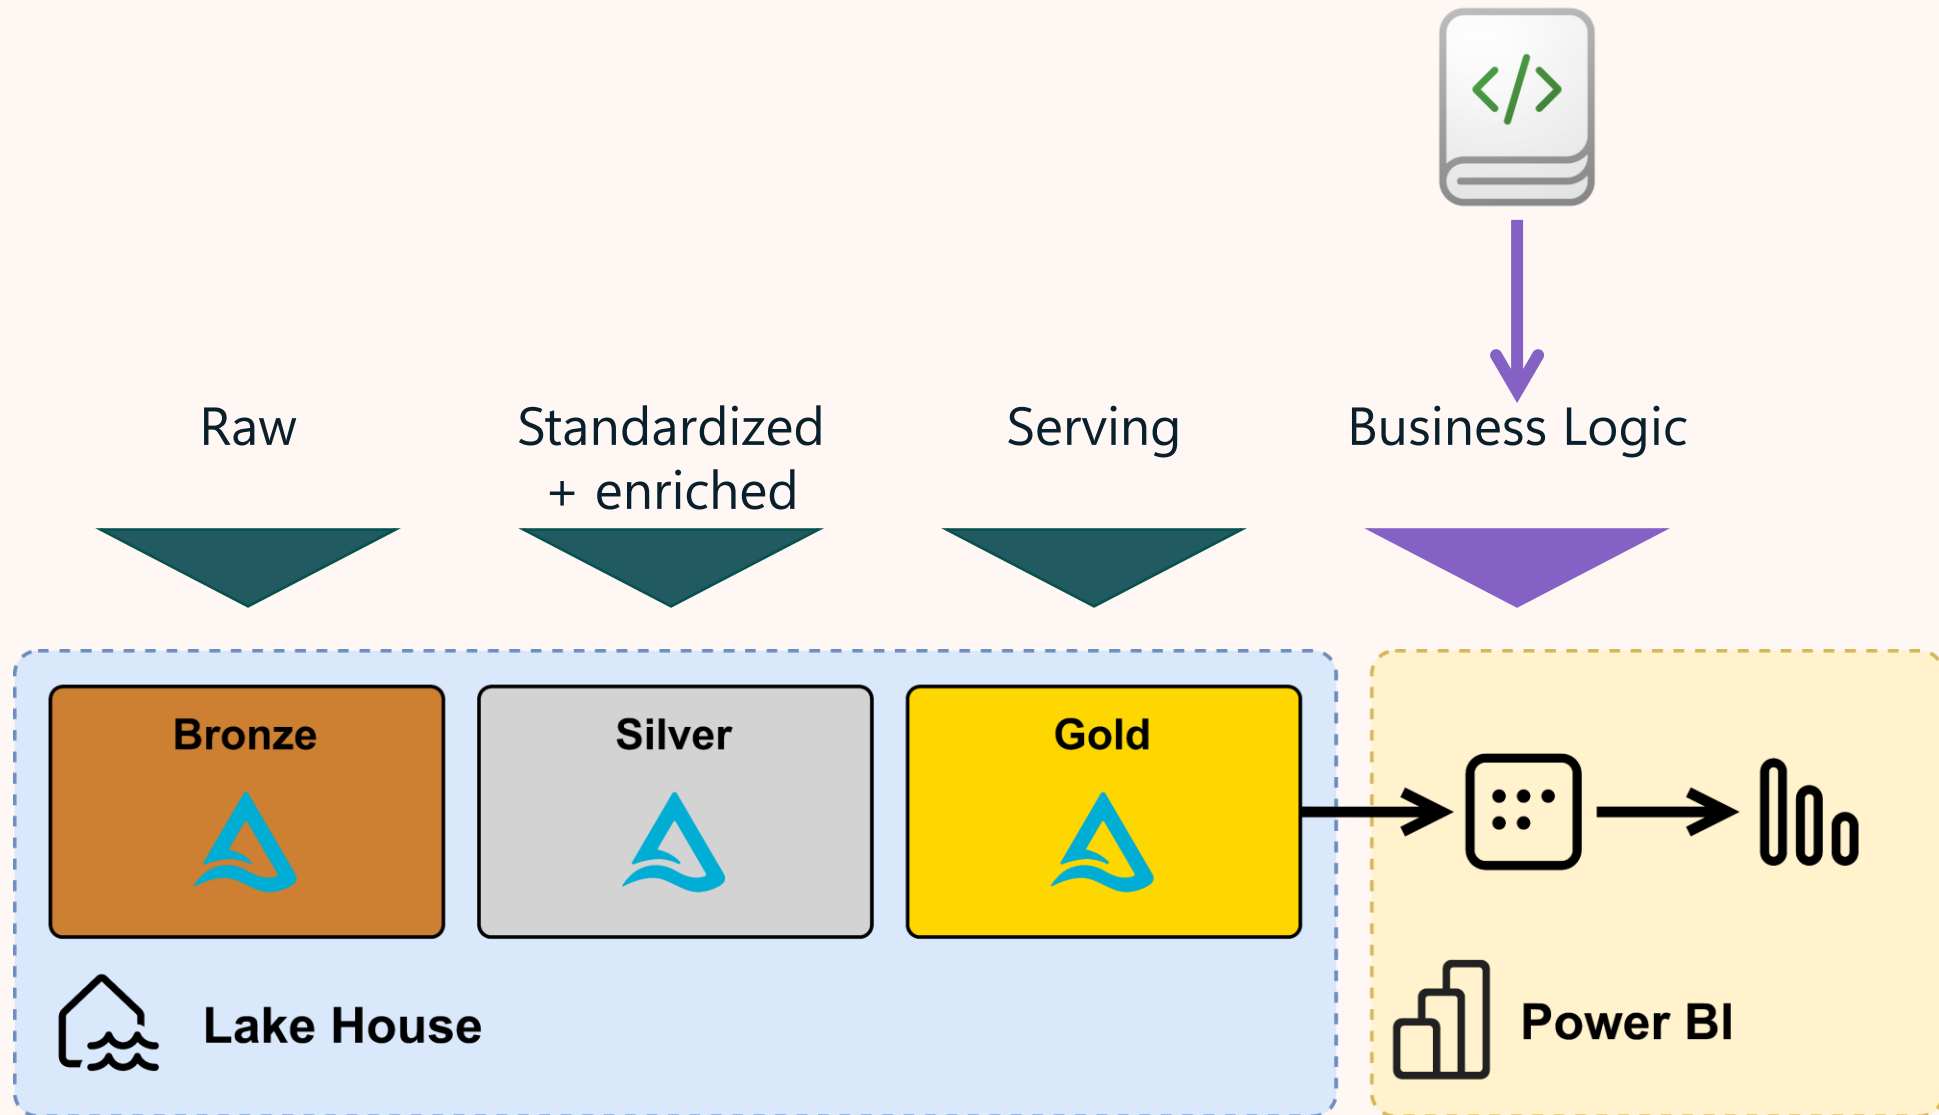 Raw
Standardized
+ enriched
Serving
Business Logic
Bronze
Silver
Gold
Lake House
Power BI